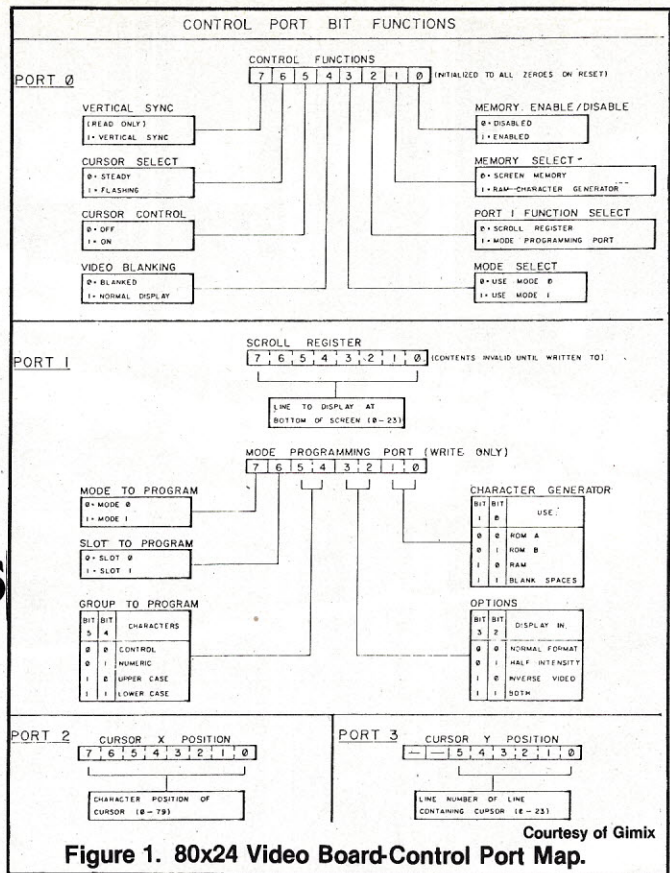 CONTROL PORT BIT FUNCTIONS
PORT 0
CONTROL FUNCTIONS
7 6 5 4 3 2 1 0 (INITIALIZED TO ALL ZEROES ON RESET)
VERTICAL SYNC
(READ ONLY)
1 = VERTICAL SYNC
CURSOR SELECT
0 = STEADY
1 = FLASHING
CURSOR CONTROL
0 = OFF
1 = ON
VIDEO BLANKING
0 = BLANKED
1 = NORMAL DISPLAY
MEMORY ENABLE/DISABLE
0 = DISABLED
1 = ENABLED
MEMORY SELECT
0 = SCREEN MEMORY
1 = RAM-CHARACTER GENERATOR
PORT 1 FUNCTION SELECT
0 = SCROLL REGISTER
1 = MODE PROGRAMMING PORT
MODE SELECT
0 = USE MODE 0
1 = USE MODE 1
PORT 1
SCROLL REGISTER
7 6 5 4 3 2 1 0 (CONTENTS INVALID UNTIL WRITTEN TO)
LINE TO DISPLAY AT
BOTTOM OF SCREEN (0-23)
MODE PROGRAMMING PORT (WRITE ONLY)
7 6 5 4 3 2 1 0
MODE TO PROGRAM
0 = MODE 0
1 = MODE 1
SLOT TO PROGRAM
0 = SLOT 0
1 = SLOT 1
GROUP TO PROGRAM
BIT 5 BIT 4 CHARACTERS
0 0 CONTROL
0 1 NUMERIC
1 0 UPPER CASE
1 1 LOWER CASE
CHARACTER GENERATOR
BIT 1 BIT 0 USE
0 0 ROM A
0 1 ROM B
1 0 RAM
1 1 BLANK SPACES
OPTIONS
BIT 3 BIT 2 DISPLAY IN
0 0 NORMAL FORMAT
0 1 HALF INTENSITY
1 0 INVERSE VIDEO
1 1 BOTH
PORT 2
CURSOR X POSITION
7 6 5 4 3 2 1 0
CHARACTER POSITION OF
CURSOR (0-79)
PORT 3
CURSOR Y POSITION
— — 5 4 3 2 1 0
LINE NUMBER OF LINE
CONTAINING CURSOR (0-23)
Courtesy of Gimix
Figure 1. 80x24 Video Board-Control Port Map.